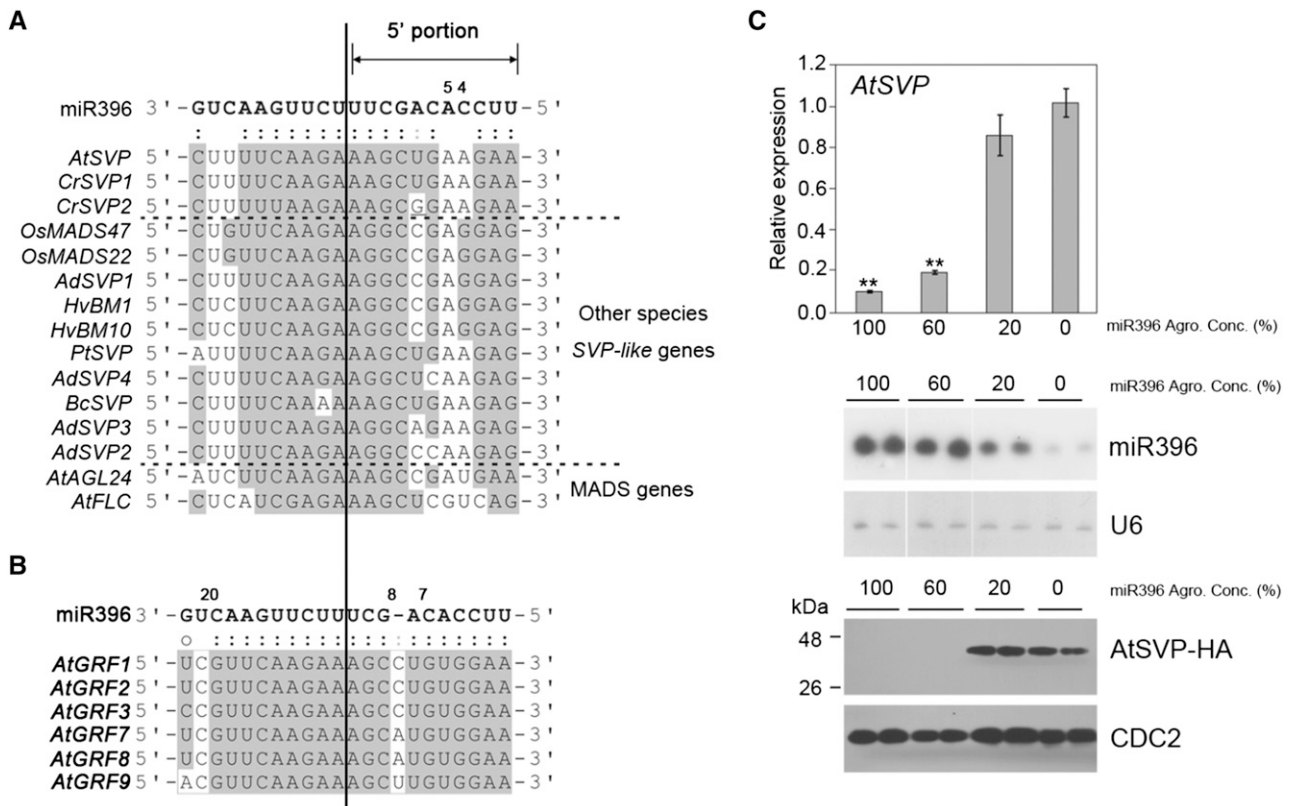 A
5' portion
5 4
miR396 3'-GUCAAGUUCUUUCGACACCUU-5'
AtSVP 5'-CUUUUCAAGAAAGCUGAAGAA-3'
CrSVP1 5'-CUUUUCAAGAAAGCUGAAGAA-3'
CrSVP2 5'-CUUUUUAAGAAAGCGGAAGAA-3'
OsMADS47 5'-CUGUUCAAGAAGGCCGAGGAG-3'
OsMADS22 5'-CUGUUCAAGAAGGCCGAGGAG-3'
AdSVP1 5'-CUUUUCAAGAAGGCCGAGGAG-3'
HvBM1 5'-CUCUUCAAGAAGGCCGAGGAG-3'
HvBM10 5'-CUCUUCAAGAAGGCCGAGGAG-3'
PtSVP 5'-AUUUUCAAGAAAGCUGAAGAG-3'
AdSVP4 5'-CUUUUCAAGAAGGCUCAAGAG-3'
BcSVP 5'-CUUUUCAAAAAAGCUGAAGAG-3'
AdSVP3 5'-CUUUUCAAGAAGGCAGAAGAG-3'
AdSVP2 5'-CUUUUCAAGAAGGCCCAAGAG-3'
AtAGL24 5'-AUCUUCAAGAAAGCCGAUGAA-3'
AtFLC 5'-CUCAUCGAGAAAGCUCGUCAG-3'
Other species
SVP-like genes
MADS genes
B
20 8 7
miR396 3'-GUCAAGUUCUUUCG-ACACCUU-5'
AtGRF1 5'-UCGUUCAAGAAAGCCUGUGGAA-3'
AtGRF2 5'-UCGUUCAAGAAAGCCUGUGGAA-3'
AtGRF3 5'-CCGUUCAAGAAAGCCUGUGGAA-3'
AtGRF7 5'-UCGUUCAAGAAAGCAUGUGGAA-3'
AtGRF8 5'-UCGUUCAAGAAAGCAUGUGGAA-3'
AtGRF9 5'-ACGUUCAAGAAAGCUUGUGGAA-3'
C
AtSVP
Relative expression
1.2
1.0
0.8
0.6
0.4
0.2
0.0
** **
100 60 20 0 miR396 Agro. Conc. (%)
100 60 20 0 miR396 Agro. Conc. (%)
miR396
U6
100 60 20 0 miR396 Agro. Conc. (%)
kDa
48
26
AtSVP-HA
CDC2